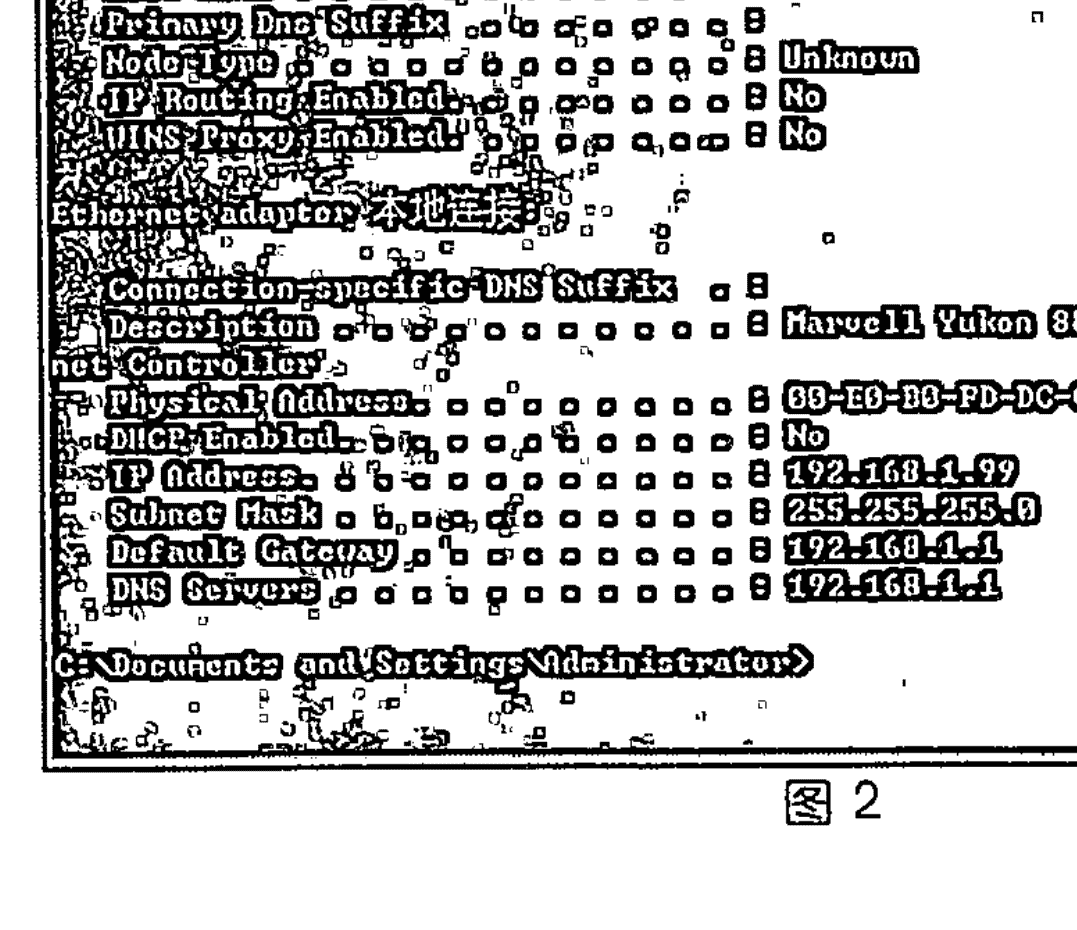 Primary Dns Suffix . . . . . . . :
Node Type . . . . . . . . . . . . : Unknown
IP Routing Enabled. . . . . . . . : No
WINS Proxy Enabled. . . . . . . . : No
Ethernet adapter 本地连接:
Connection-specific DNS Suffix . :
Description . . . . . . . . . . . : Marvell Yukon
net Controller
Physical Address. . . . . . . . . :
DHCP Enabled. . . . . . . . . . . : No
IP Address. . . . . . . . . . . . : 192.168.1.99
Subnet Mask . . . . . . . . . . . : 255.255.255.0
Default Gateway . . . . . . . . . : 192.168.1.1
DNS Servers . . . . . . . . . . . : 192.168.1.1
C:\Documents and Settings\Administrator>
图 2